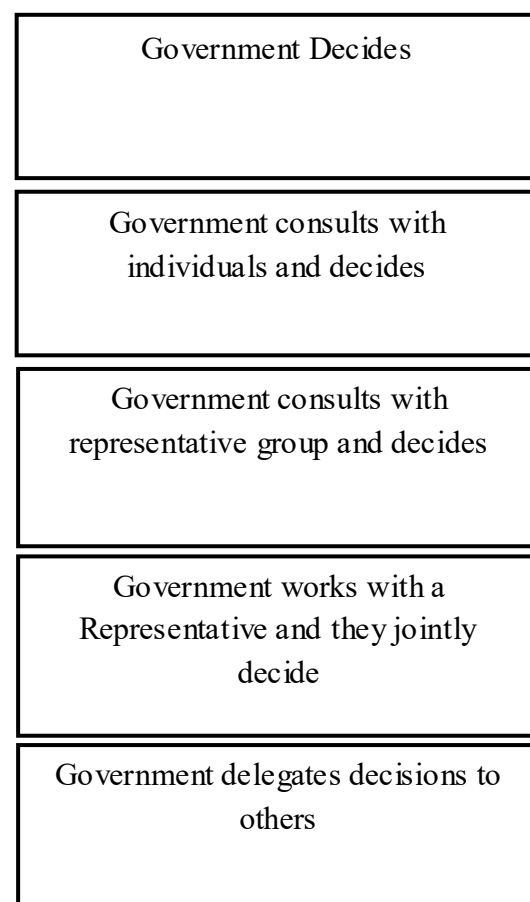 Government Decides
Government consults with
individuals and decides
Government consults with
representative group and decides
Government works with a
Representative and they jointly
decide
Government delegates decisions to
others